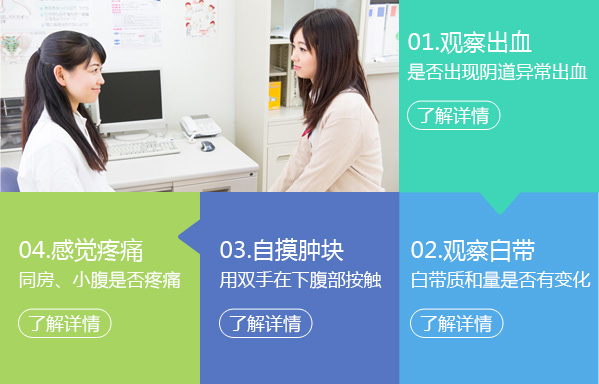 01.观察出血
是否出现阴道异常出血
了解详情
02.观察白带
白带质和量是否有变化
了解详情
03.自摸肿块
用双手在下腹部按触
了解详情
04.感觉疼痛
同房、小腹是否疼痛
了解详情